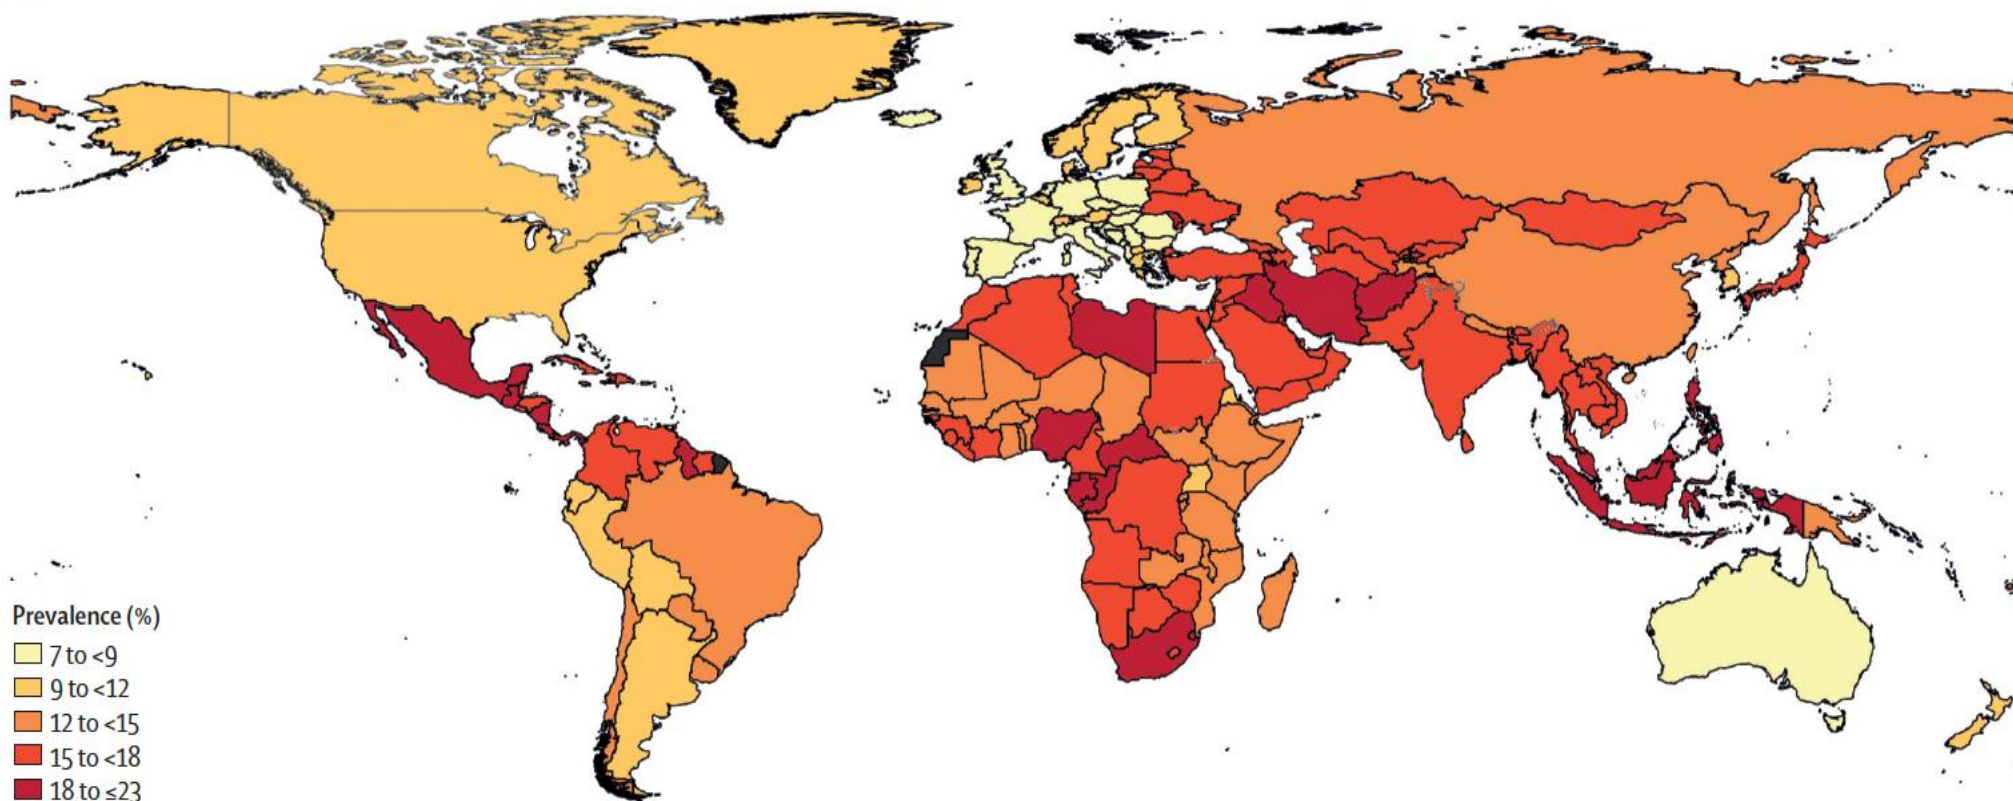 Prevalence (%)
7 to <9
9 to <12
12 to <15
15 to <18
18 to ≤23